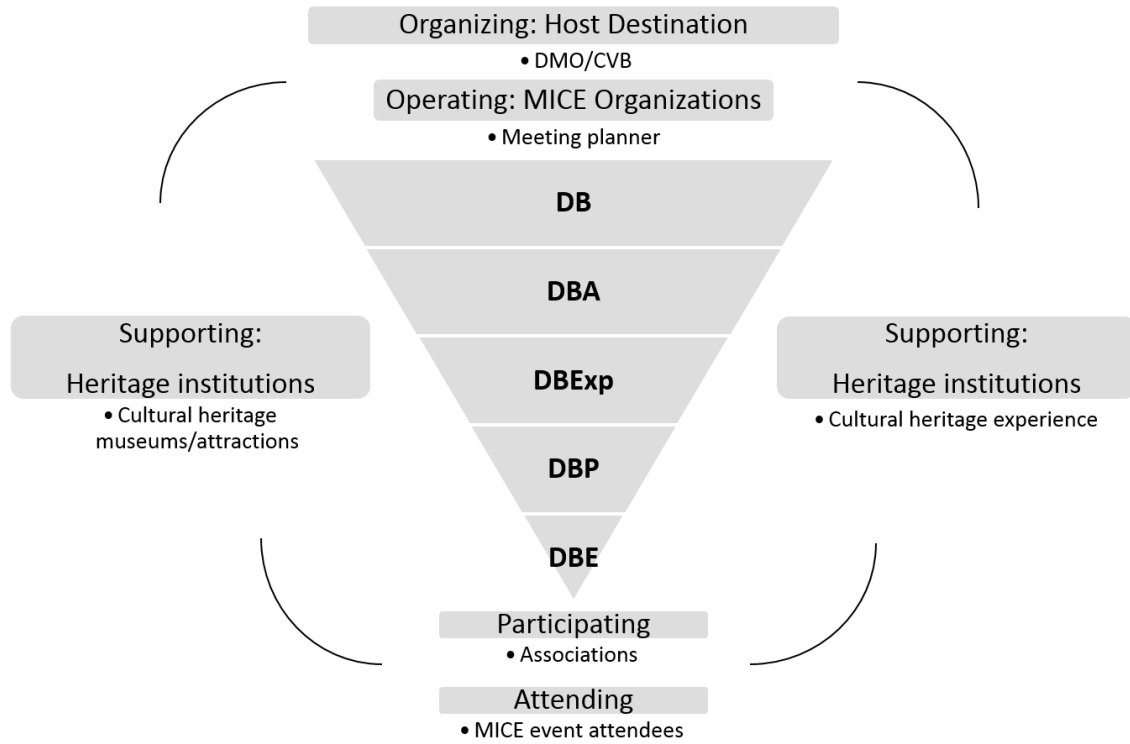 Organizing: Host Destination
• DMO/CVB
Operating: MICE Organizations
• Meeting planner
DB
DBA
DBExp
DBP
DBE
Supporting:
Heritage institutions
• Cultural heritage
museums/attractions
Supporting:
Heritage institutions
• Cultural heritage experience
Participating
• Associations
Attending
• MICE event attendees